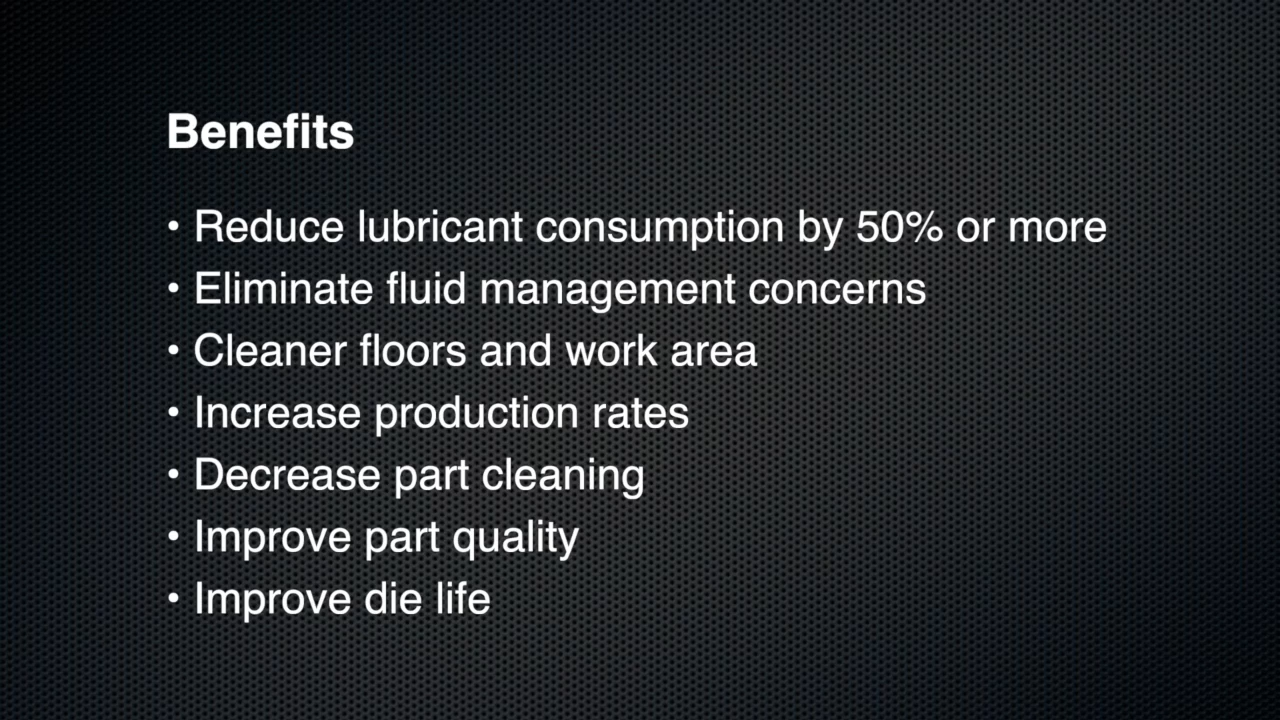 Benefits
• Reduce lubricant consumption by 50% or more
• Eliminate fluid management concerns
• Cleaner floors and work area
• Increase production rates
• Decrease part cleaning
• Improve part quality
• Improve die life